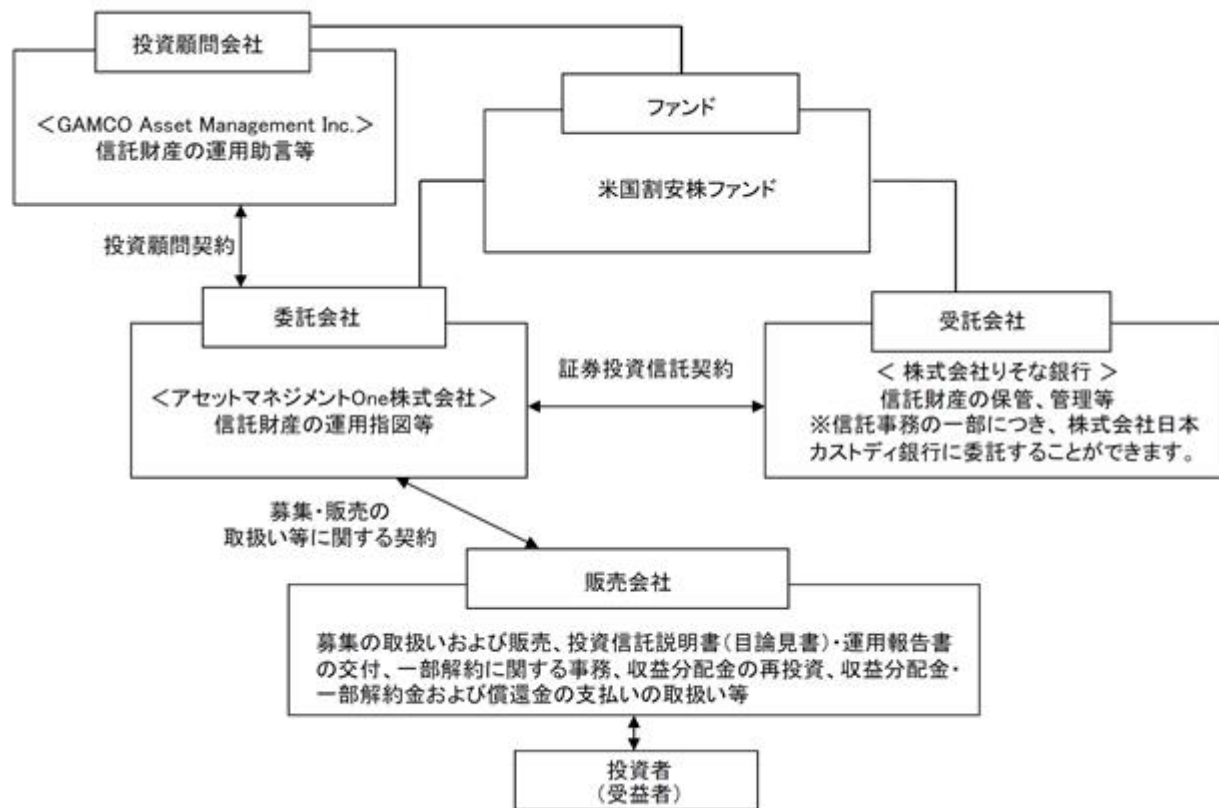 投資顧問会社
<GAMCO Asset Management Inc.>
信託財産の運用助言等
ファンド
米国割安株ファンド
投資顧問契約
委託会社
<アセットマネジメントOne株式会社>
信託財産の運用指図等
証券投資信託契約
受託会社
< 株式会社りそな銀行 >
信託財産の保管、管理等
※信託事務の一部につき、株式会社日本
カストディ銀行に委託することができます。
募集・販売の
取扱い等に関する契約
販売会社
募集の取扱いおよび販売、投資信託説明書(目論見書)・運用報告書
の交付、一部解約に関する事務、収益分配金の再投資、収益分配金・
一部解約金および償還金の支払いの取扱い等
投資者
(受益者)